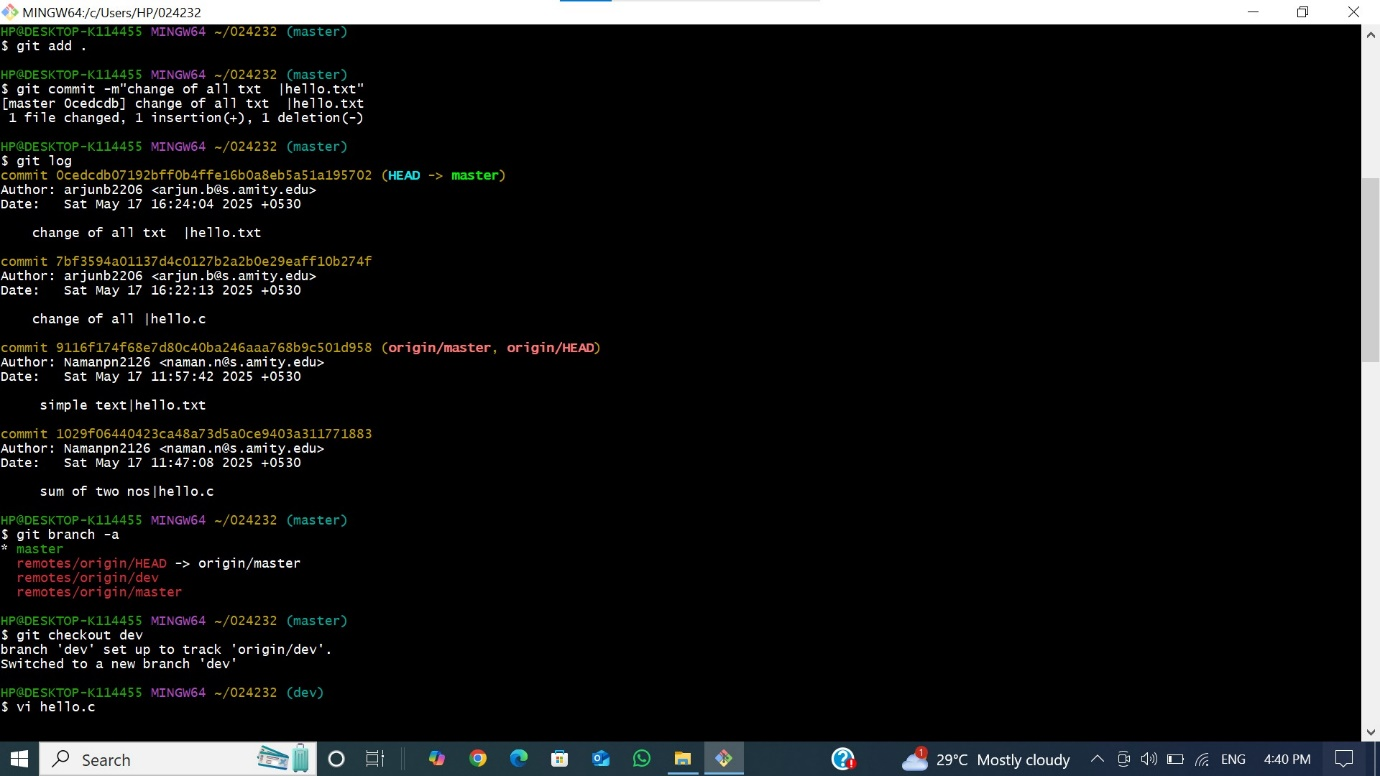 MINGW64:/c/Users/HP/024232
HP@DESKTOP-K114455 MINGW64 ~/024232 (master)
$ git add .
HP@DESKTOP-K114455 MINGW64 ~/024232 (master)
$ git commit -m"change of all txt  |hello.txt"
[master 0cedcdb] change of all txt  |hello.txt
 1 file changed, 1 insertion(+), 1 deletion(-)
HP@DESKTOP-K114455 MINGW64 ~/024232 (master)
$ git log
commit 0cedcdb07192bff0b4ffe16b0a8eb5a51a195702 (HEAD -> master)
Author: arjunb2206 <arjun.b@s.amity.edu>
Date:   Sat May 17 16:24:04 2025 +0530
    change of all txt  |hello.txt
commit 7bf3594a01137d4c0127b2a2b0e29eaff10b274f
Author: arjunb2206 <arjun.b@s.amity.edu>
Date:   Sat May 17 16:22:13 2025 +0530
    change of all |hello.c
commit 9116f174f68e7d80c40ba246aaa768b9c501d958 (origin/master, origin/HEAD)
Author: Namanpn2126 <naman.n@s.amity.edu>
Date:   Sat May 17 11:57:42 2025 +0530
     simple text|hello.txt
commit 1029f06440423ca48a73d5a0ce9403a311771883
Author: Namanpn2126 <naman.n@s.amity.edu>
Date:   Sat May 17 11:47:08 2025 +0530
     sum of two nos|hello.c
HP@DESKTOP-K114455 MINGW64 ~/024232 (master)
$ git branch -a
* master
  remotes/origin/HEAD -> origin/master
  remotes/origin/dev
  remotes/origin/master
HP@DESKTOP-K114455 MINGW64 ~/024232 (master)
$ git checkout dev
branch 'dev' set up to track 'origin/dev'.
Switched to a new branch 'dev'
HP@DESKTOP-K114455 MINGW64 ~/024232 (dev)
$ vi hello.c
Search
1
29°C Mostly cloudy
ENG
4:40 PM